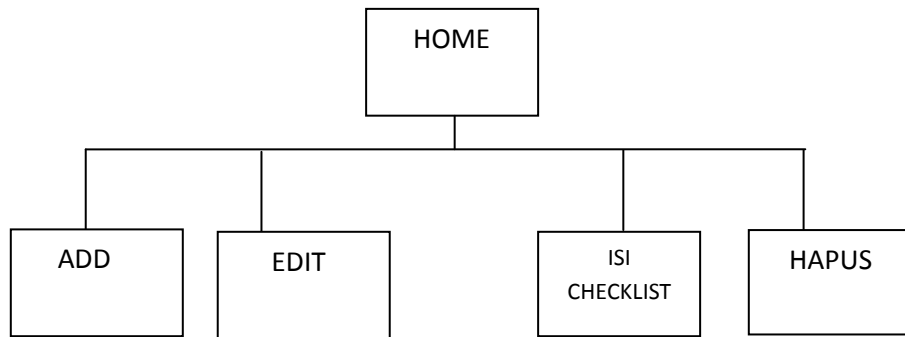 HOME
ADD
EDIT
ISI
CHECKLIST
HAPUS